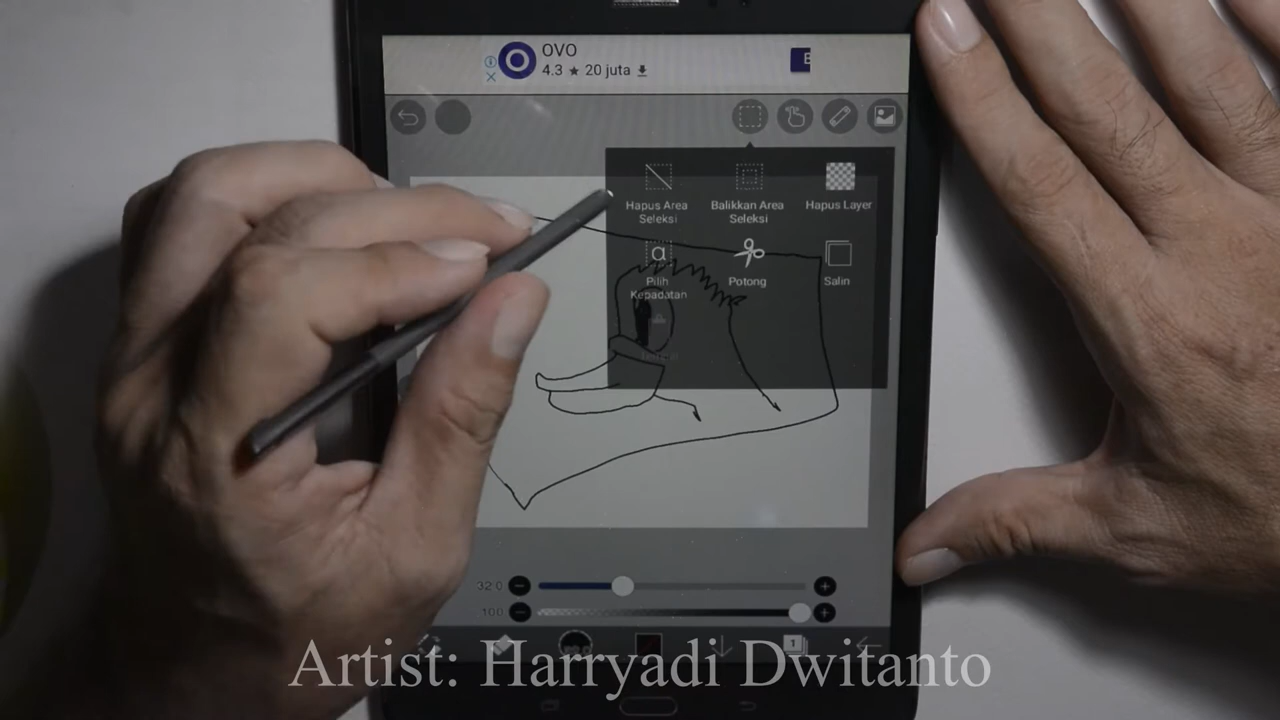 OVO
4.3 ★ 20 juta
Hapus Area
Seleksi
Balikkan Area
Seleksi
Hapus Layer
Pilih
Kepadatan
Potong
Salin
32.0
100
1
Artist: Harryadi Dwitanto